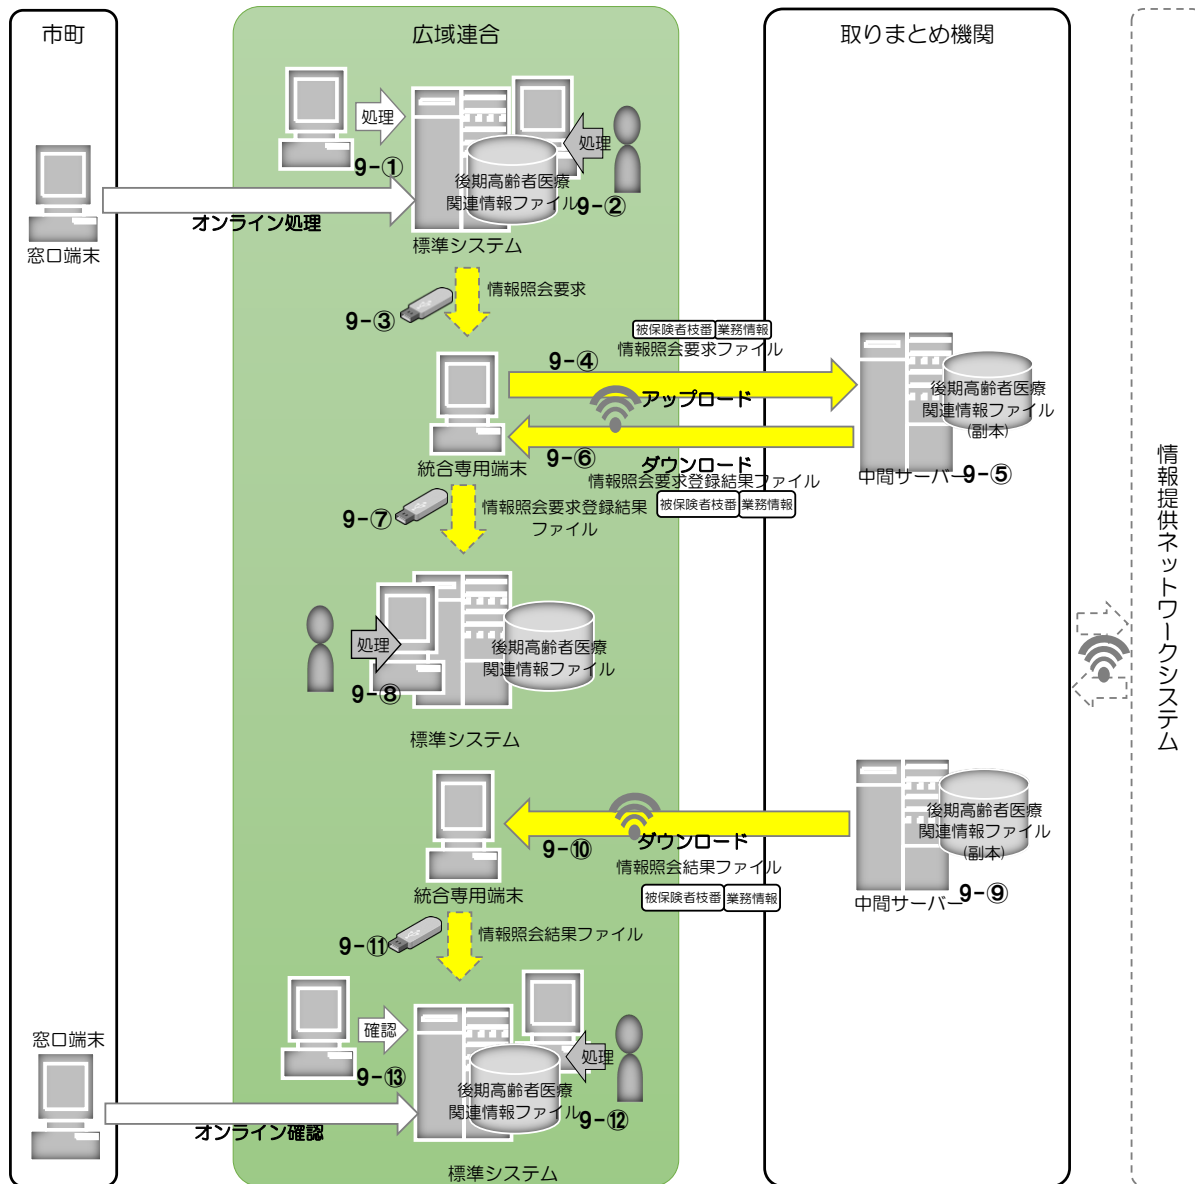 市町
広域連合
取りまとめ機関
処理
9-①
処理
後期高齢者医療
関連情報ファイル
9-②
オンライン処理
窓口端末
標準システム
9-③
情報照会要求
被保険者枝番 業務情報
情報照会要求ファイル
9-④
アップロード
後期高齢者医療
関連情報ファイル
(副本)
中間サーバー
9-⑤
統合専用端末
9-⑥
ダウンロード
情報照会要求登録結果ファイル
被保険者枝番 業務情報
9-⑦
情報照会要求登録結果
ファイル
処理
9-⑧
後期高齢者医療
関連情報ファイル
標準システム
情報提供ネットワークシステム
後期高齢者医療
関連情報ファイル
(副本)
中間サーバー
9-⑨
9-⑩
ダウンロード
情報照会結果ファイル
被保険者枝番 業務情報
統合専用端末
9-⑪
情報照会結果ファイル
窓口端末
確認
9-⑬
処理
後期高齢者医療
関連情報ファイル
9-⑫
オンライン確認
標準システム